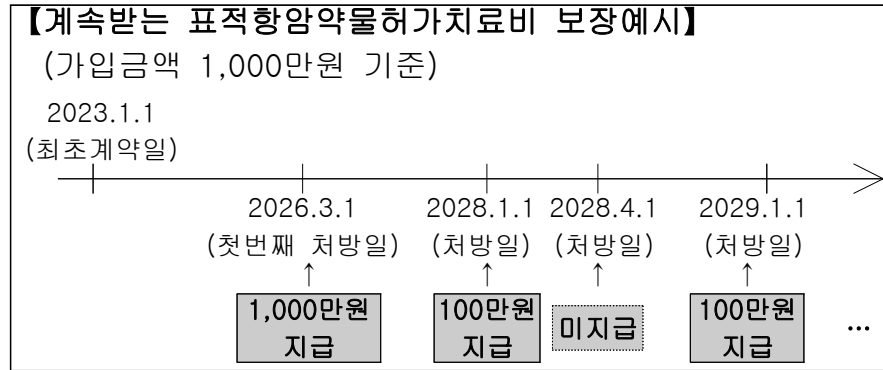 【계속받는 표적항암약물허가치료비 보장예시】
(가입금액 1,000만원 기준)
2023.1.1
(최초계약일)
2026.3.1 2028.1.1 2028.4.1 2029.1.1
(첫번째 처방일) (처방일) (처방일) (처방일)
↑ ↑ ↑ ↑
1,000만원 100만원 미지급 100만원 …
지급 지급 지급